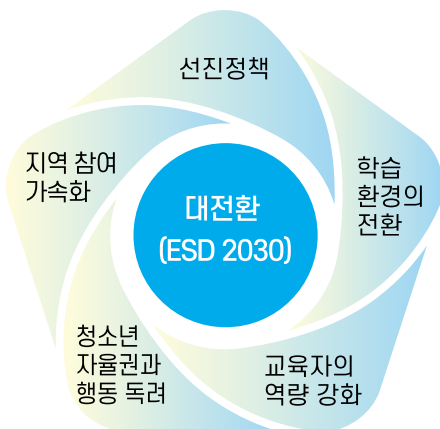 선진정책
학습
환경의
전환
교육자의
역량 강화
청소년
자율권과
행동 독려
지역 참여
가속화
대전환
(ESD 2030)